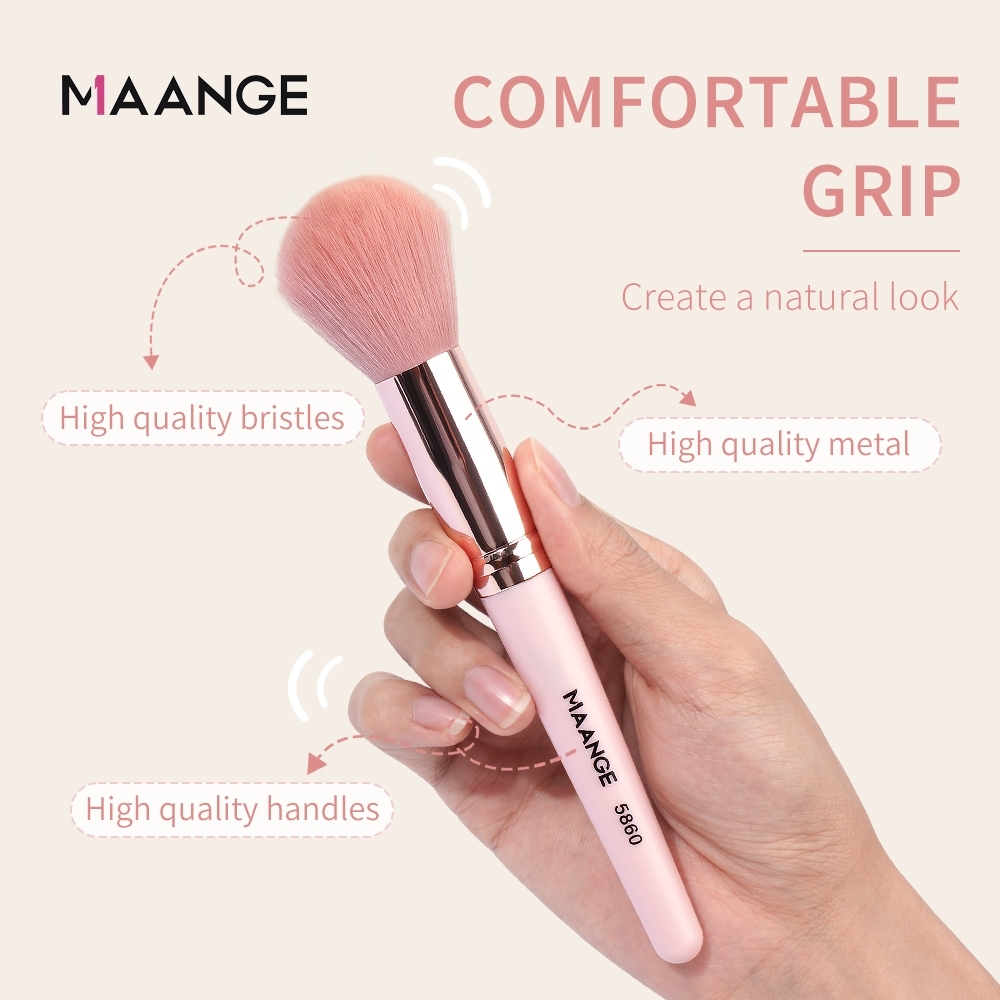 MAANGE
COMFORTABLE
GRIP
Create a natural look
High quality bristles
High quality metal
MAANGE 5860
High quality handles